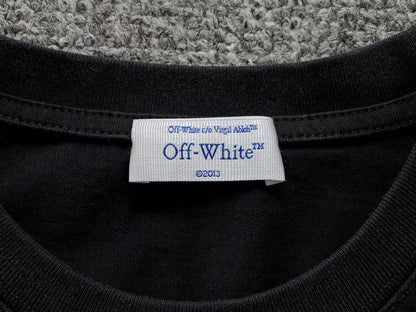 Off-White c/o Virgil Abloh™
Off-White™
©2013